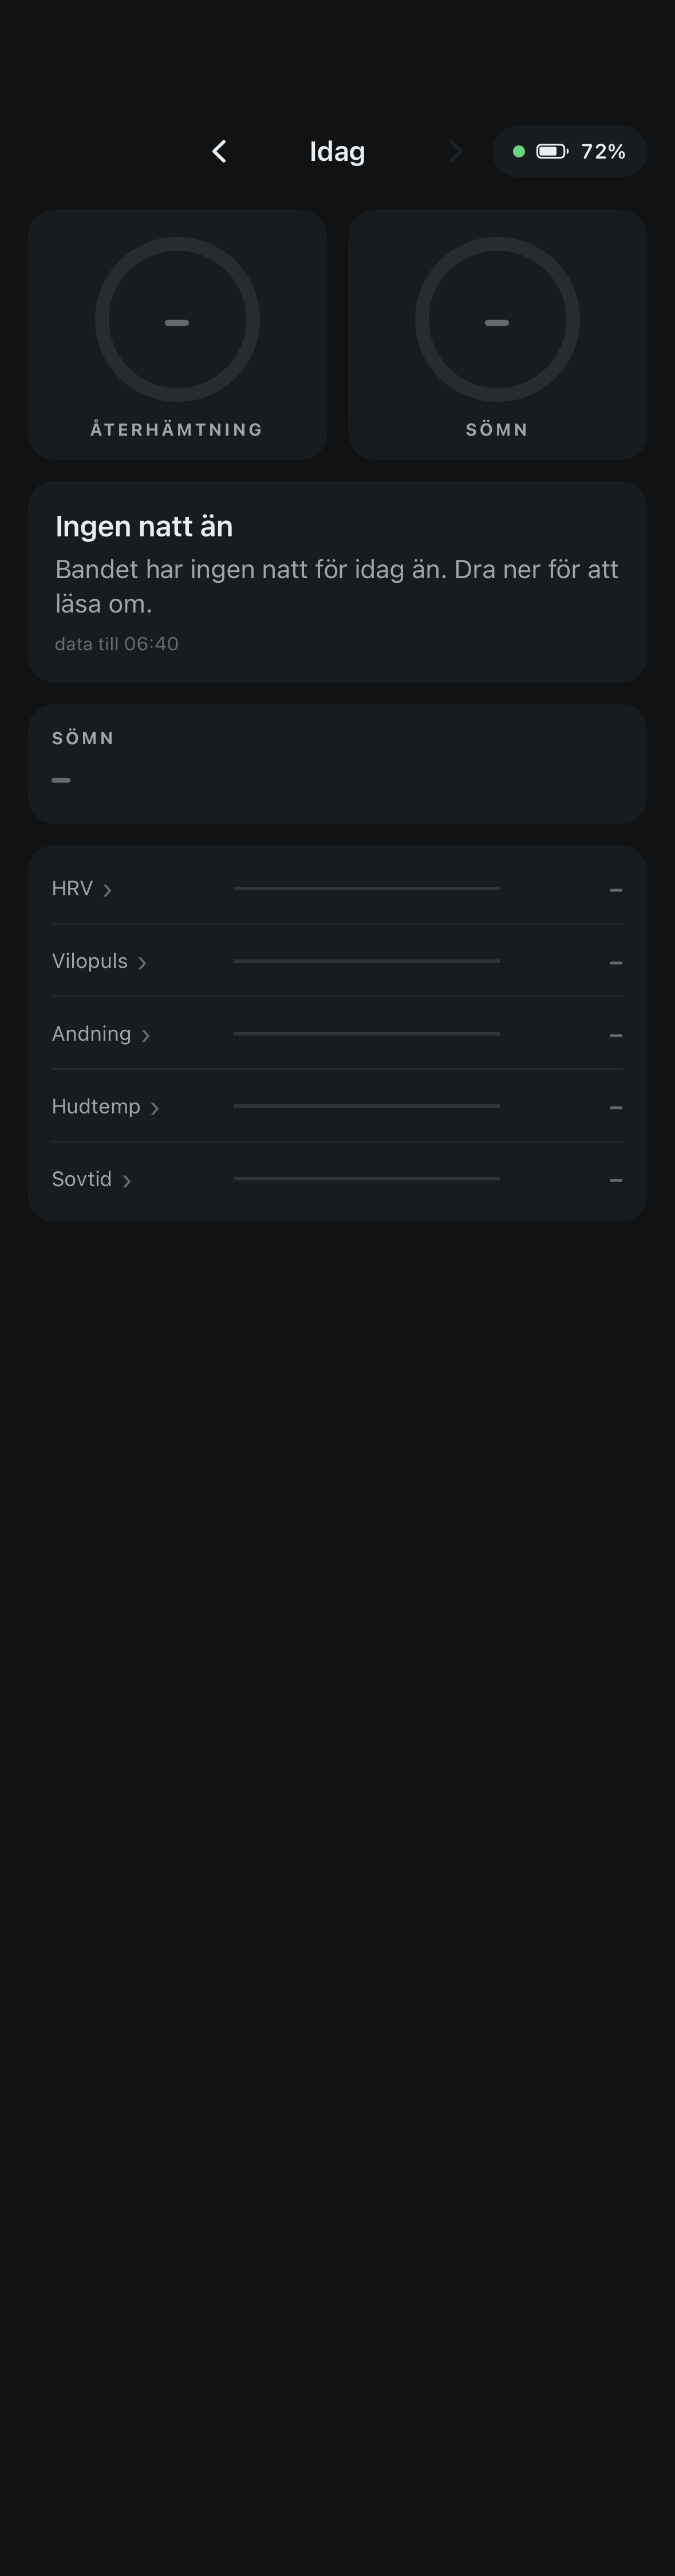 Idag
72%
ÅTERHÄMTNING
SÖMN
Ingen natt än
Bandet har ingen natt för idag än. Dra ner för att
läsa om.
data till 06:40
SÖMN
–
HRV –
Vilopuls –
Andning –
Hudtemp –
Sovtid –